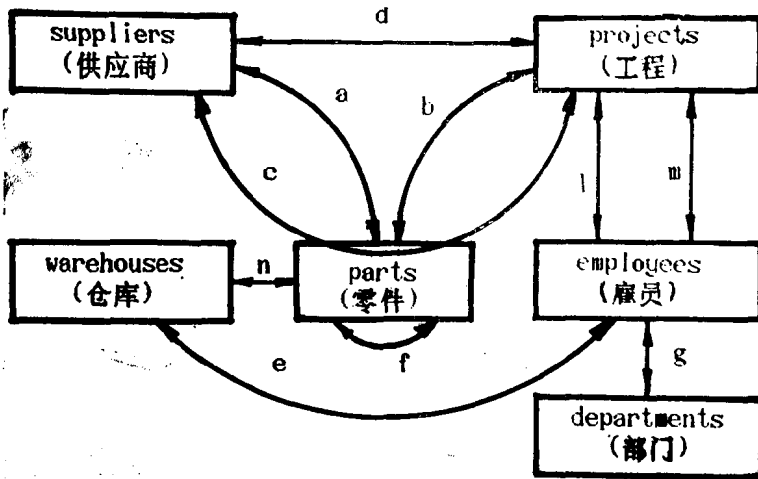 suppliers
(供应商)
d
projects
(工程)
a
b
c
l
m
warehouses
(仓库)
n
parts
(零件)
employees
(雇员)
e
f
g
departments
(部门)